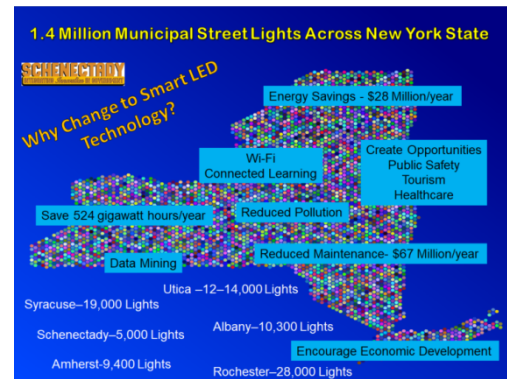 1.4 Million Municipal Street Lights Across New York State
SCHENECTADY
Why Change to Smart LED
Technology?
Energy Savings - $28 Million/year
Wi-Fi
Connected Learning
Create Opportunities
Public Safety
Tourism
Healthcare
Save 524 gigawatt hours/year
Reduced Pollution
Data Mining
Reduced Maintenance- $67 Million/year
Utica –12–14,000 Lights
Syracuse–19,000 Lights
Schenectady–5,000 Lights
Albany–10,300 Lights
Encourage Economic Development
Amherst-9,400 Lights
Rochester–28,000 Lights